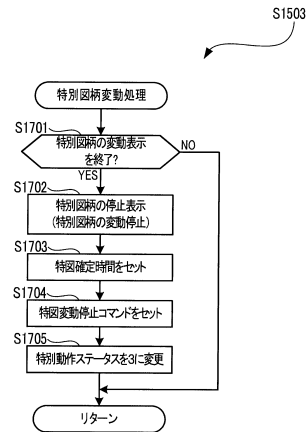 S1503
特別図柄変動処理
S1701
特別図柄の変動表示
を終了?
NO
YES
S1702
特別図柄の停止表示
(特別図柄の変動停止)
S1703
特図確定時間をセット
S1704
特図変動停止コマンドをセット
S1705
特別動作ステータスを3に変更
リターン